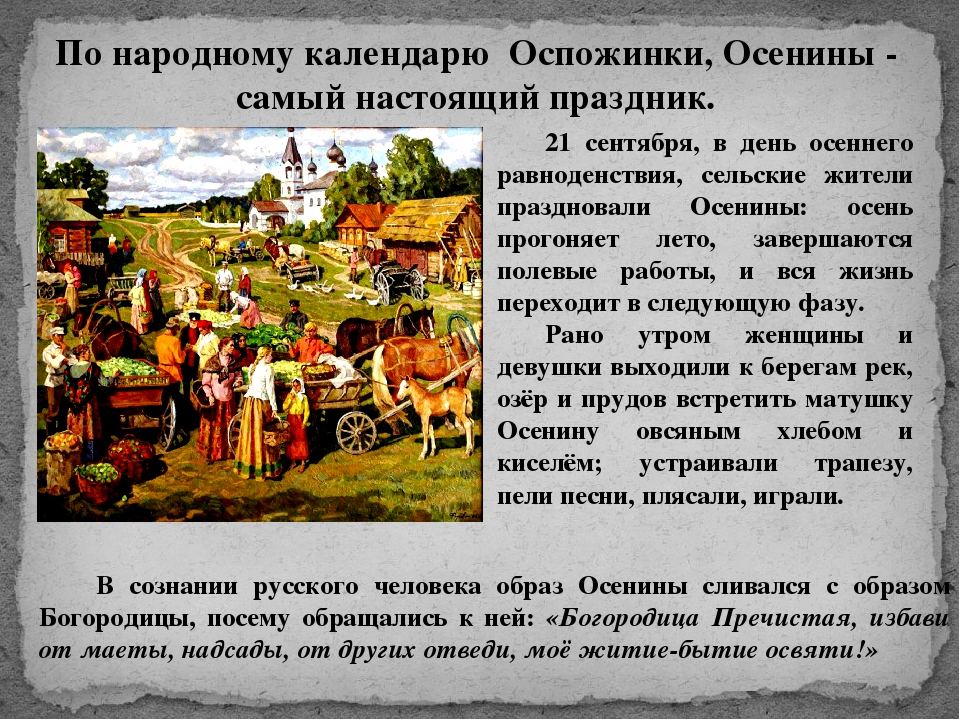 По народному календарю Оспожинки, Осенины -
самый настоящий праздник.
21 сентября, в день осеннего
равноденствия, сельские жители
праздновали Осенины: осень
прогоняет лето, завершаются
полевые работы, и вся жизнь
переходит в следующую фазу.
Рано утром женщины и
девушки выходили к берегам рек,
озёр и прудов встретить матушку
Осенину овсяным хлебом и
киселём; устраивали трапезу,
пели песни, плясали, играли.
В сознании русского человека образ Осенины сливался с образом
Богородицы, посему обращались к ней: «Богородица Пречистая, избави
от маеты, надсады, от других отведи, моё житие-бытие освяти!»